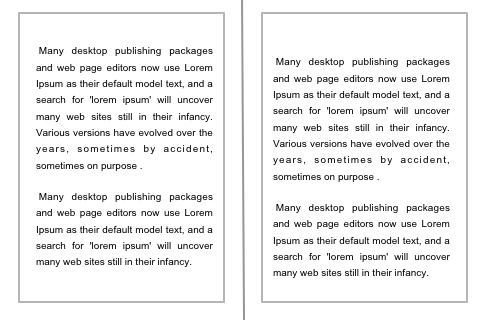 Many desktop publishing packages
and web page editors now use Lorem
Ipsum as their default model text, and a
search for 'lorem ipsum' will uncover
many web sites still in their infancy.
Various versions have evolved over the
years, sometimes by accident,
sometimes on purpose .
Many desktop publishing packages
and web page editors now use Lorem
Ipsum as their default model text, and a
search for 'lorem ipsum' will uncover
many web sites still in their infancy.
Many desktop publishing packages
and web page editors now use Lorem
Ipsum as their default model text, and a
search for 'lorem ipsum' will uncover
many web sites still in their infancy.
Various versions have evolved over the
years, sometimes by accident,
sometimes on purpose .
Many desktop publishing packages
and web page editors now use Lorem
Ipsum as their default model text, and a
search for 'lorem ipsum' will uncover
many web sites still in their infancy.